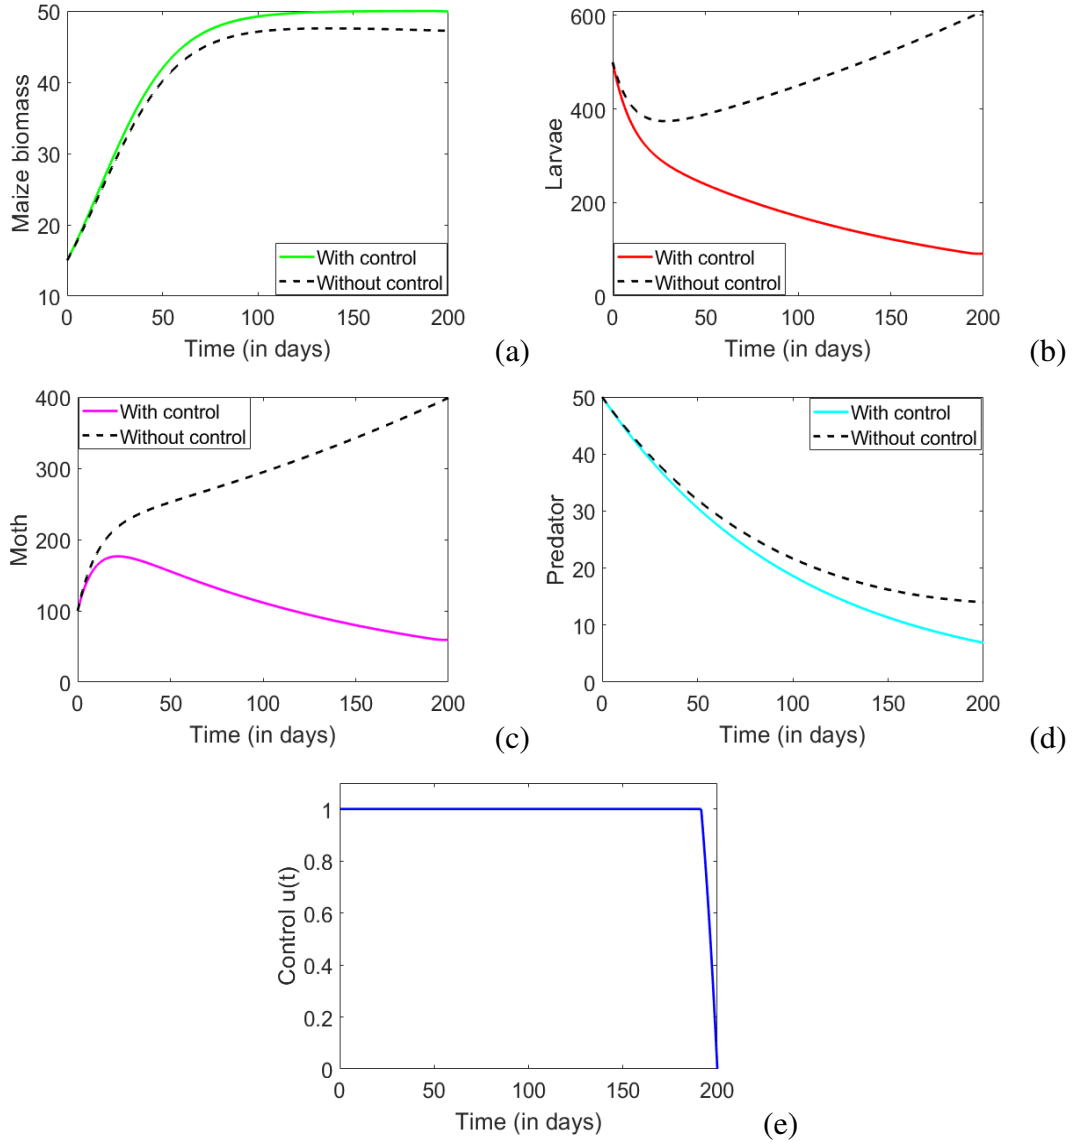 50
40
30
20
10
Maize biomass
With control
Without control
0 50 100 150 200
Time (in days)
(a)
600
400
200
0
Larvae
With control
Without control
0 50 100 150 200
Time (in days)
(b)
400
300
200
100
0
Moth
With control
Without control
0 50 100 150 200
Time (in days)
(c)
50
40
30
20
10
0
Predator
With control
Without control
0 50 100 150 200
Time (in days)
(d)
1
0.8
0.6
0.4
0.2
0
Control u(t)
0 50 100 150 200
Time (in days)
(e)